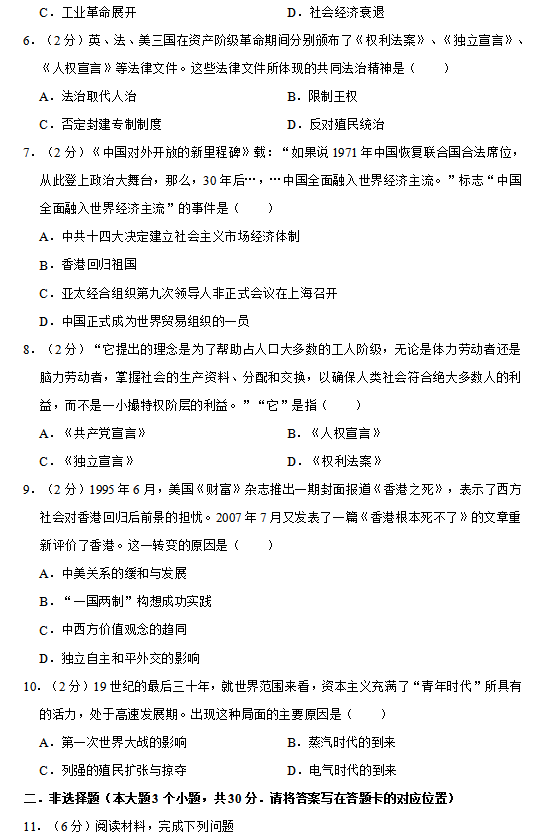 C．工业革命展开 D．社会经济衰退
6．（2分）英、法、美三国在资产阶级革命期间分别颁布了《权利法案》、《独立宣言》、
《人权宣言》等法律文件。这些法律文件所体现的共同法治精神是（ ）
A．法治取代人治 B．限制王权
C．否定封建专制制度 D．反对殖民统治
7．（2分）《中国对外开放的新里程碑》载：“如果说1971年中国恢复联合国合法席位，
从此登上政治大舞台，那么，30年后…，…中国全面融入世界经济主流。”标志“中国
全面融入世界经济主流”的事件是（ ）
A．中共十四大决定建立社会主义市场经济体制
B．香港回归祖国
C．亚太经合组织第九次领导人非正式会议在上海召开
D．中国正式成为世界贸易组织的一员
8．（2分）“它提出的理念是为了帮助占人口大多数的工人阶级，无论是体力劳动者还是
脑力劳动者，掌握社会的生产资料、分配和交换，以确保人类社会符合绝大多数人的利
益，而不是一小撮特权阶层的利益。”“它”是指（ ）
A．《共产党宣言》 B．《人权宣言》
C．《独立宣言》 D．《权利法案》
9．（2分）1995年6月，美国《财富》杂志推出一期封面报道《香港之死》，表示了西方
社会对香港回归后前景的担忧。2007年7月又发表了一篇《香港根本死不了》的文章重
新评价了香港。这一转变的原因是（ ）
A．中美关系的缓和与发展
B．“一国两制”构想成功实践
C．中西方价值观念的趋同
D．独立自主和平外交的影响
10．（2分）19世纪的最后三十年，就世界范围来看，资本主义充满了“青年时代”所具有
的活力，处于高速发展期。出现这种局面的主要原因是（ ）
A．第一次世界大战的影响 B．蒸汽时代的到来
C．列强的殖民扩张与掠夺 D．电气时代的到来
二．非选择题（本大题3个小题，共30分．请将答案写在答题卡的对应位置）
11．（6分）阅读材料，完成下列问题